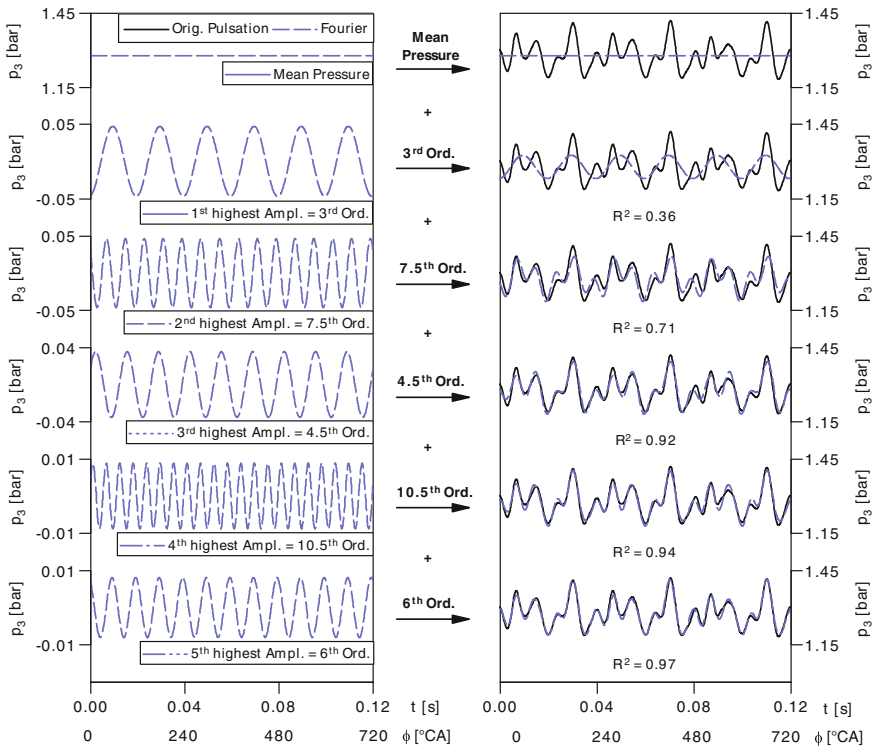 1.45 Orig. Pulsation Fourier Mean Pressure 1.45
p3 [bar] p3 [bar]
Mean Pressure
1.15 1.15
+
0.05 1.45
p3 [bar] 3rd Ord. p3 [bar]
-0.05 1.15
1st highest Ampl. = 3rd Ord. R2 = 0.36
+
0.05 1.45
p3 [bar] 7.5th Ord. p3 [bar]
-0.05 1.15
2nd highest Ampl. = 7.5th Ord. R2 = 0.71
+
0.04 1.45
p3 [bar] 4.5th Ord. p3 [bar]
-0.04 1.15
3rd highest Ampl. = 4.5th Ord. R2 = 0.92
+
0.01 1.45
p3 [bar] 10.5th Ord. p3 [bar]
-0.01 1.15
4th highest Ampl. = 10.5th Ord. R2 = 0.94
+
0.01 1.45
p3 [bar] 6th Ord. p3 [bar]
-0.01 1.15
5th highest Ampl. = 6th Ord. R2 = 0.97
0.00 0.04 0.08 0.12 t [s] 0.00 0.04 0.08 0.12 t [s]
0 240 480 720 ϕ [°CA] 0 240 480 720 ϕ [°CA]